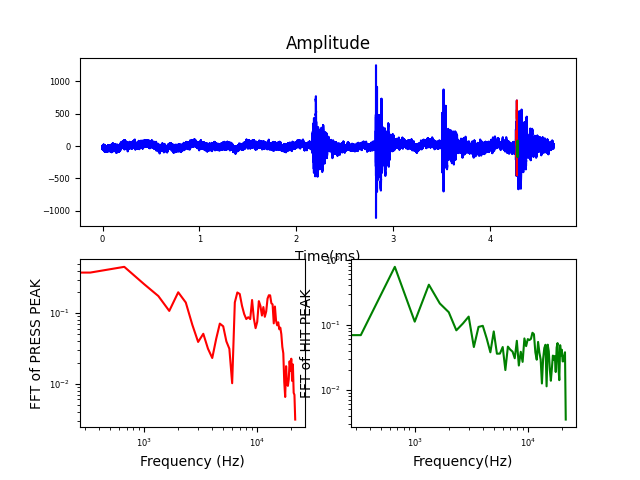 Amplitude
1000
500
0
−500
−1000
0 1 2 3 4
Time(ms)
FFT of PRESS PEAK
10⁻¹
10⁻²
10³ 10⁴
Frequency (Hz)
FFT of HIT PEAK
10⁰
10⁻¹
10⁻²
10³ 10⁴
Frequency(Hz)